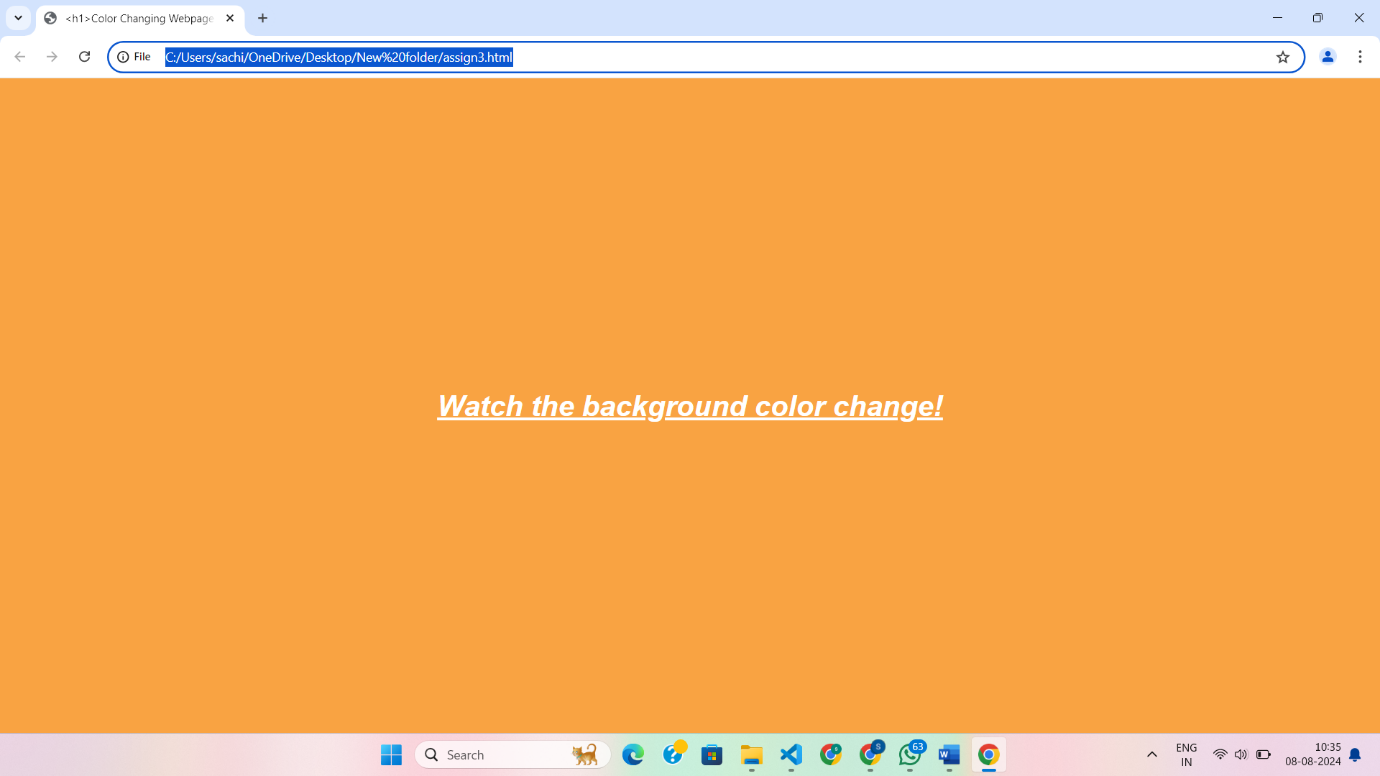 <h1>Color Changing Webpage
File C:/Users/sachi/OneDrive/Desktop/New%20folder/assign3.html
Watch the background color change!
Search
S
63
W
ENG
IN
10:35
08-08-2024